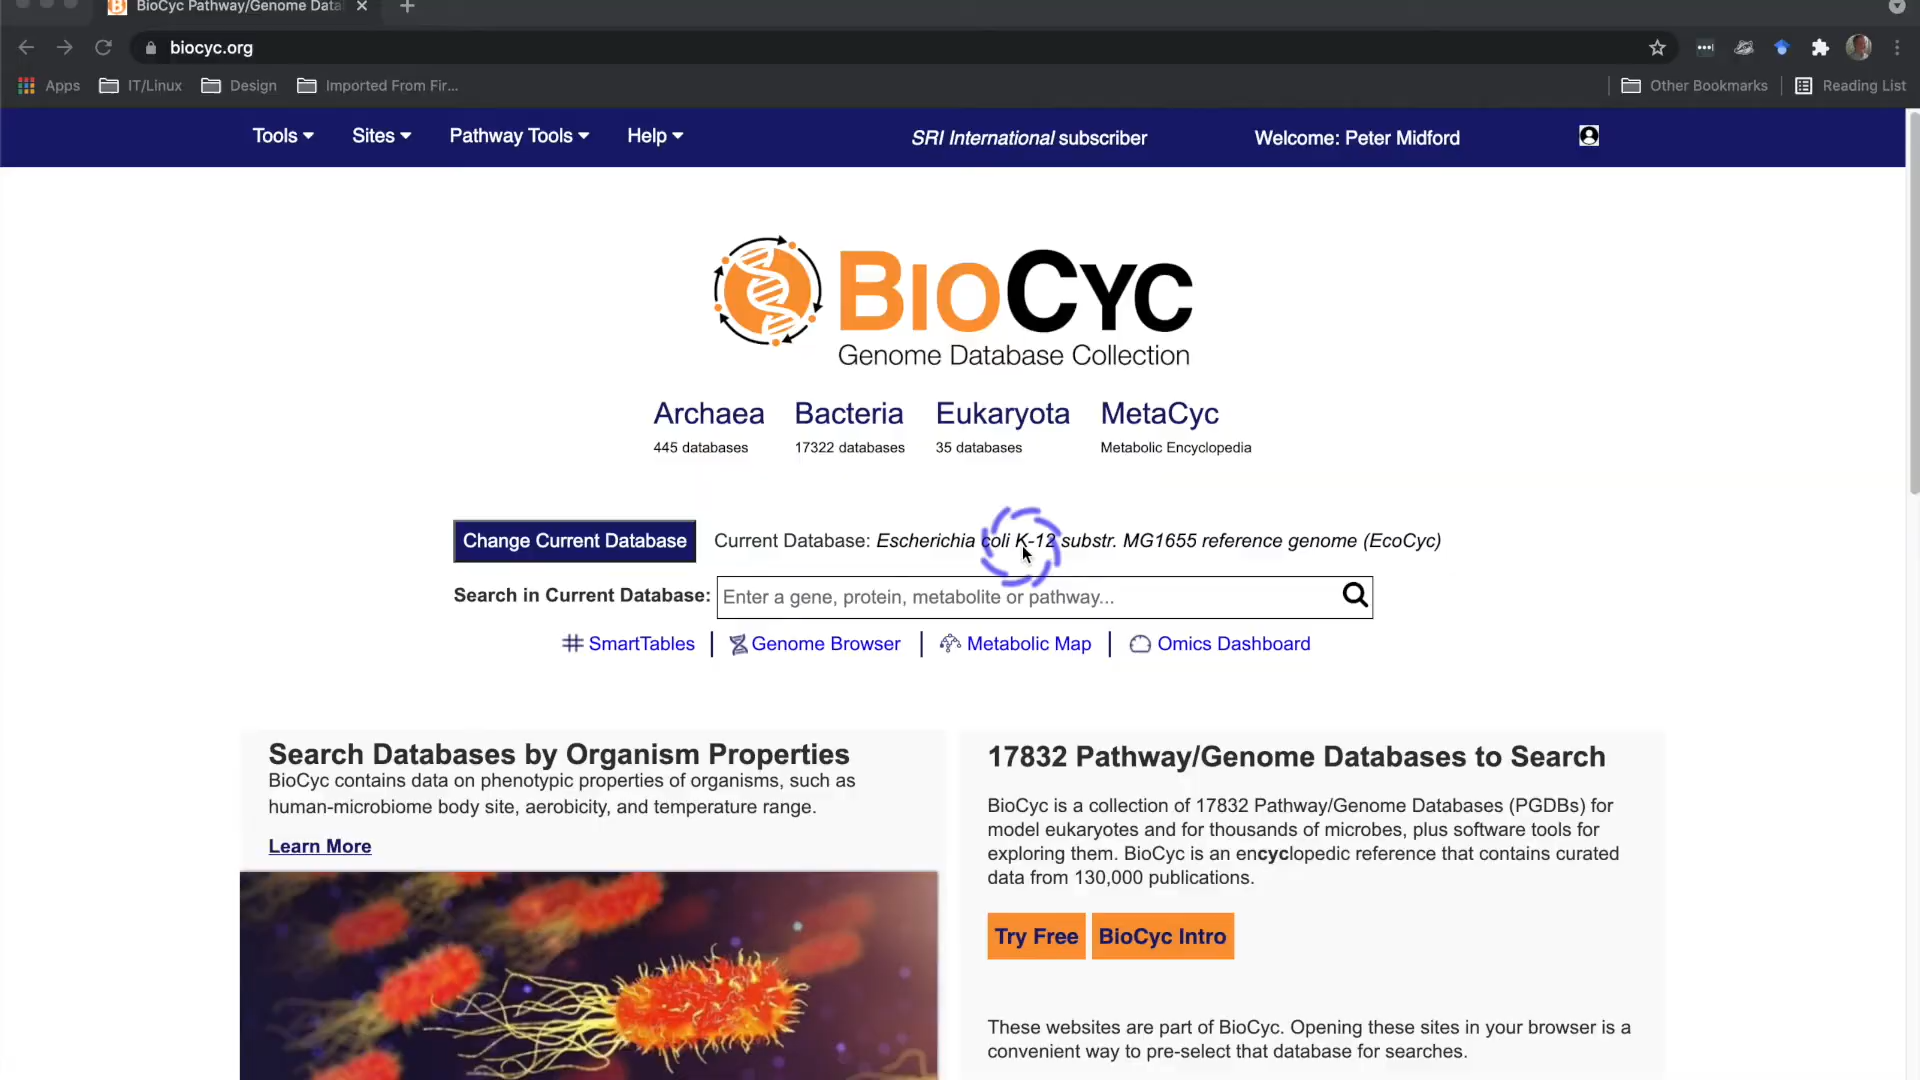 BioCyc Pathway/Genome Data
biocyc.org
Apps IT/Linux Design Imported From Fir... Other Bookmarks Reading List
Tools Sites Pathway Tools Help SRI International subscriber Welcome: Peter Midford
BIOCYC
Genome Database Collection
Archaea Bacteria Eukaryota MetaCyc
445 databases 17322 databases 35 databases Metabolic Encyclopedia
Change Current Database Current Database: Escherichia coli K-12 substr. MG1655 reference genome (EcoCyc)
Search in Current Database: Enter a gene, protein, metabolite or pathway...
SmartTables Genome Browser Metabolic Map Omics Dashboard
Search Databases by Organism Properties
BioCyc contains data on phenotypic properties of organisms, such as
human-microbiome body site, aerobicity, and temperature range.
Learn More
17832 Pathway/Genome Databases to Search
BioCyc is a collection of 17832 Pathway/Genome Databases (PGDBs) for
model eukaryotes and for thousands of microbes, plus software tools for
exploring them. BioCyc is an encyclopedic reference that contains curated
data from 130,000 publications.
Try Free BioCyc Intro
These websites are part of BioCyc. Opening these sites in your browser is a
convenient way to pre-select that database for searches.